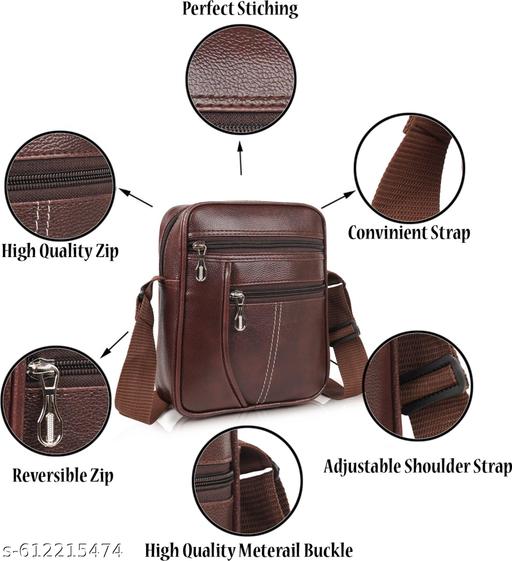 Perfect Stiching
High Quality Zip
Convinient Strap
Reversible Zip
Adjustable Shoulder Strap
High Quality Meterail Buckle
s-612215474